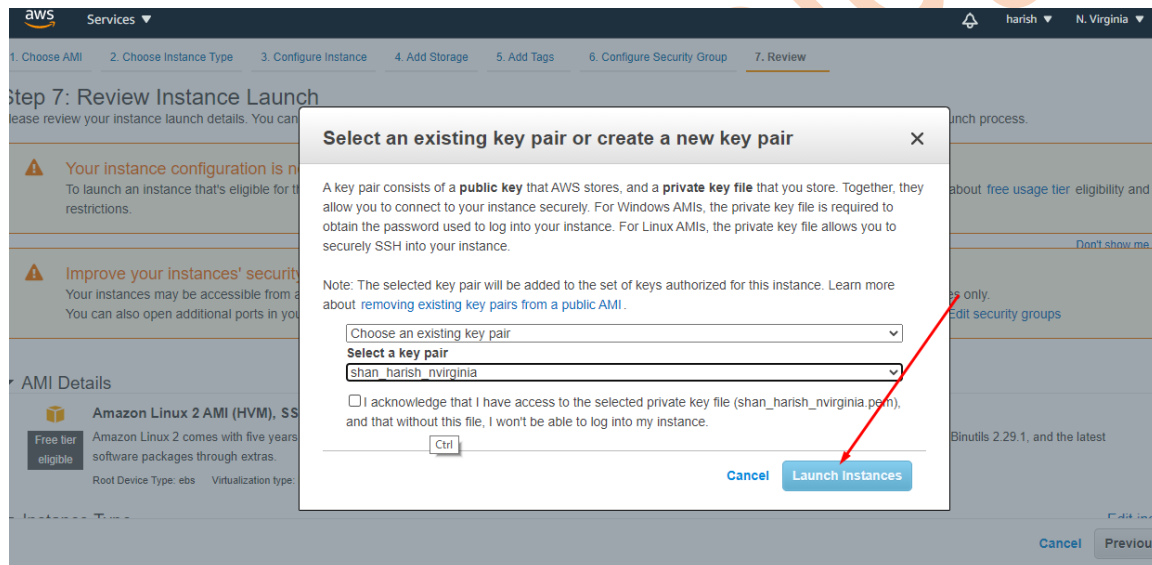 aws Services ▼ harish ▼ N. Virginia ▼
1. Choose AMI 2. Choose Instance Type 3. Configure Instance 4. Add Storage 5. Add Tags 6. Configure Security Group 7. Review
Step 7: Review Instance Launch
lease review your instance launch details. You can unch process.
Your instance configuration is n
To launch an instance that's eligible for th about free usage tier eligibility and
restrictions.
Don't show me
Improve your instances' security
Your instances may be accessible from a es only.
You can also open additional ports in you Edit security groups
Select an existing key pair or create a new key pair
A key pair consists of a public key that AWS stores, and a private key file that you store. Together, they
allow you to connect to your instance securely. For Windows AMIs, the private key file is required to
obtain the password used to log into your instance. For Linux AMIs, the private key file allows you to
securely SSH into your instance.
Note: The selected key pair will be added to the set of keys authorized for this instance. Learn more
about removing existing key pairs from a public AMI.
Choose an existing key pair
Select a key pair
shan_harish_nvirginia
I acknowledge that I have access to the selected private key file (shan_harish_nvirginia.pem),
and that without this file, I won't be able to log into my instance.
Ctrl
Cancel Launch Instances
AMI Details
Amazon Linux 2 AMI (HVM), SS
Free tier
eligible
Amazon Linux 2 comes with five years Binutils 2.29.1, and the latest
software packages through extras.
Root Device Type: ebs Virtualization type:
Cancel Previou